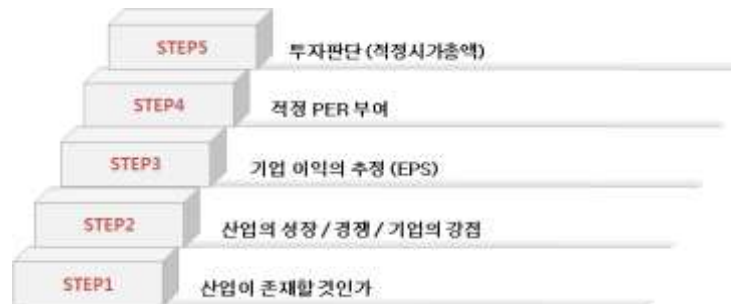 STEP5 투자판단 (적정시가총액)
STEP4 적정 PER 부여
STEP3 기업 이익의 추정 (EPS)
STEP2 산업의 성장 / 경쟁 / 기업의 강점
STEP1 산업이 존재할 것인가